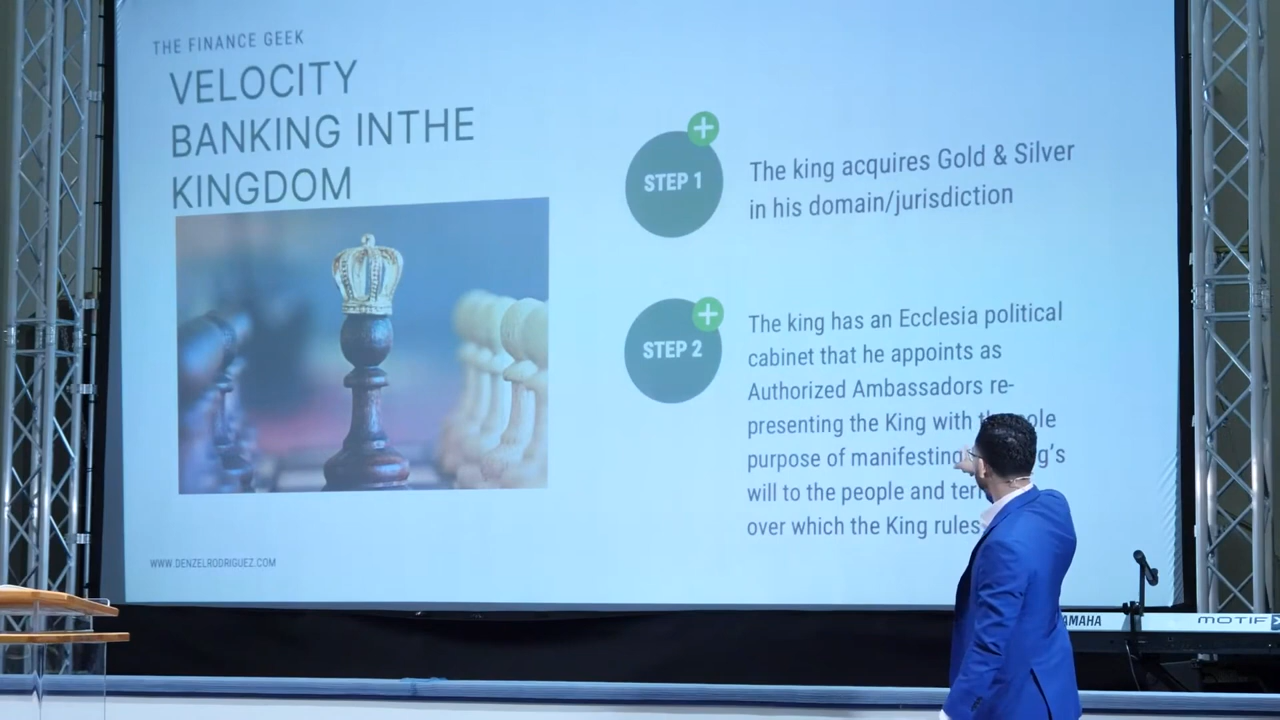 THE FINANCE GEEK
VELOCITY
BANKING INTHE
KINGDOM
STEP 1
The king acquires Gold & Silver
in his domain/jurisdiction
STEP 2
The king has an Ecclesia political
cabinet that he appoints as
Authorized Ambassadors re-
presenting the King with
purpose of manifesting
will to the people and
over which the King rules
WWW.DENZELRODRIGUEZ.COM
YAMAHA
MOTIF